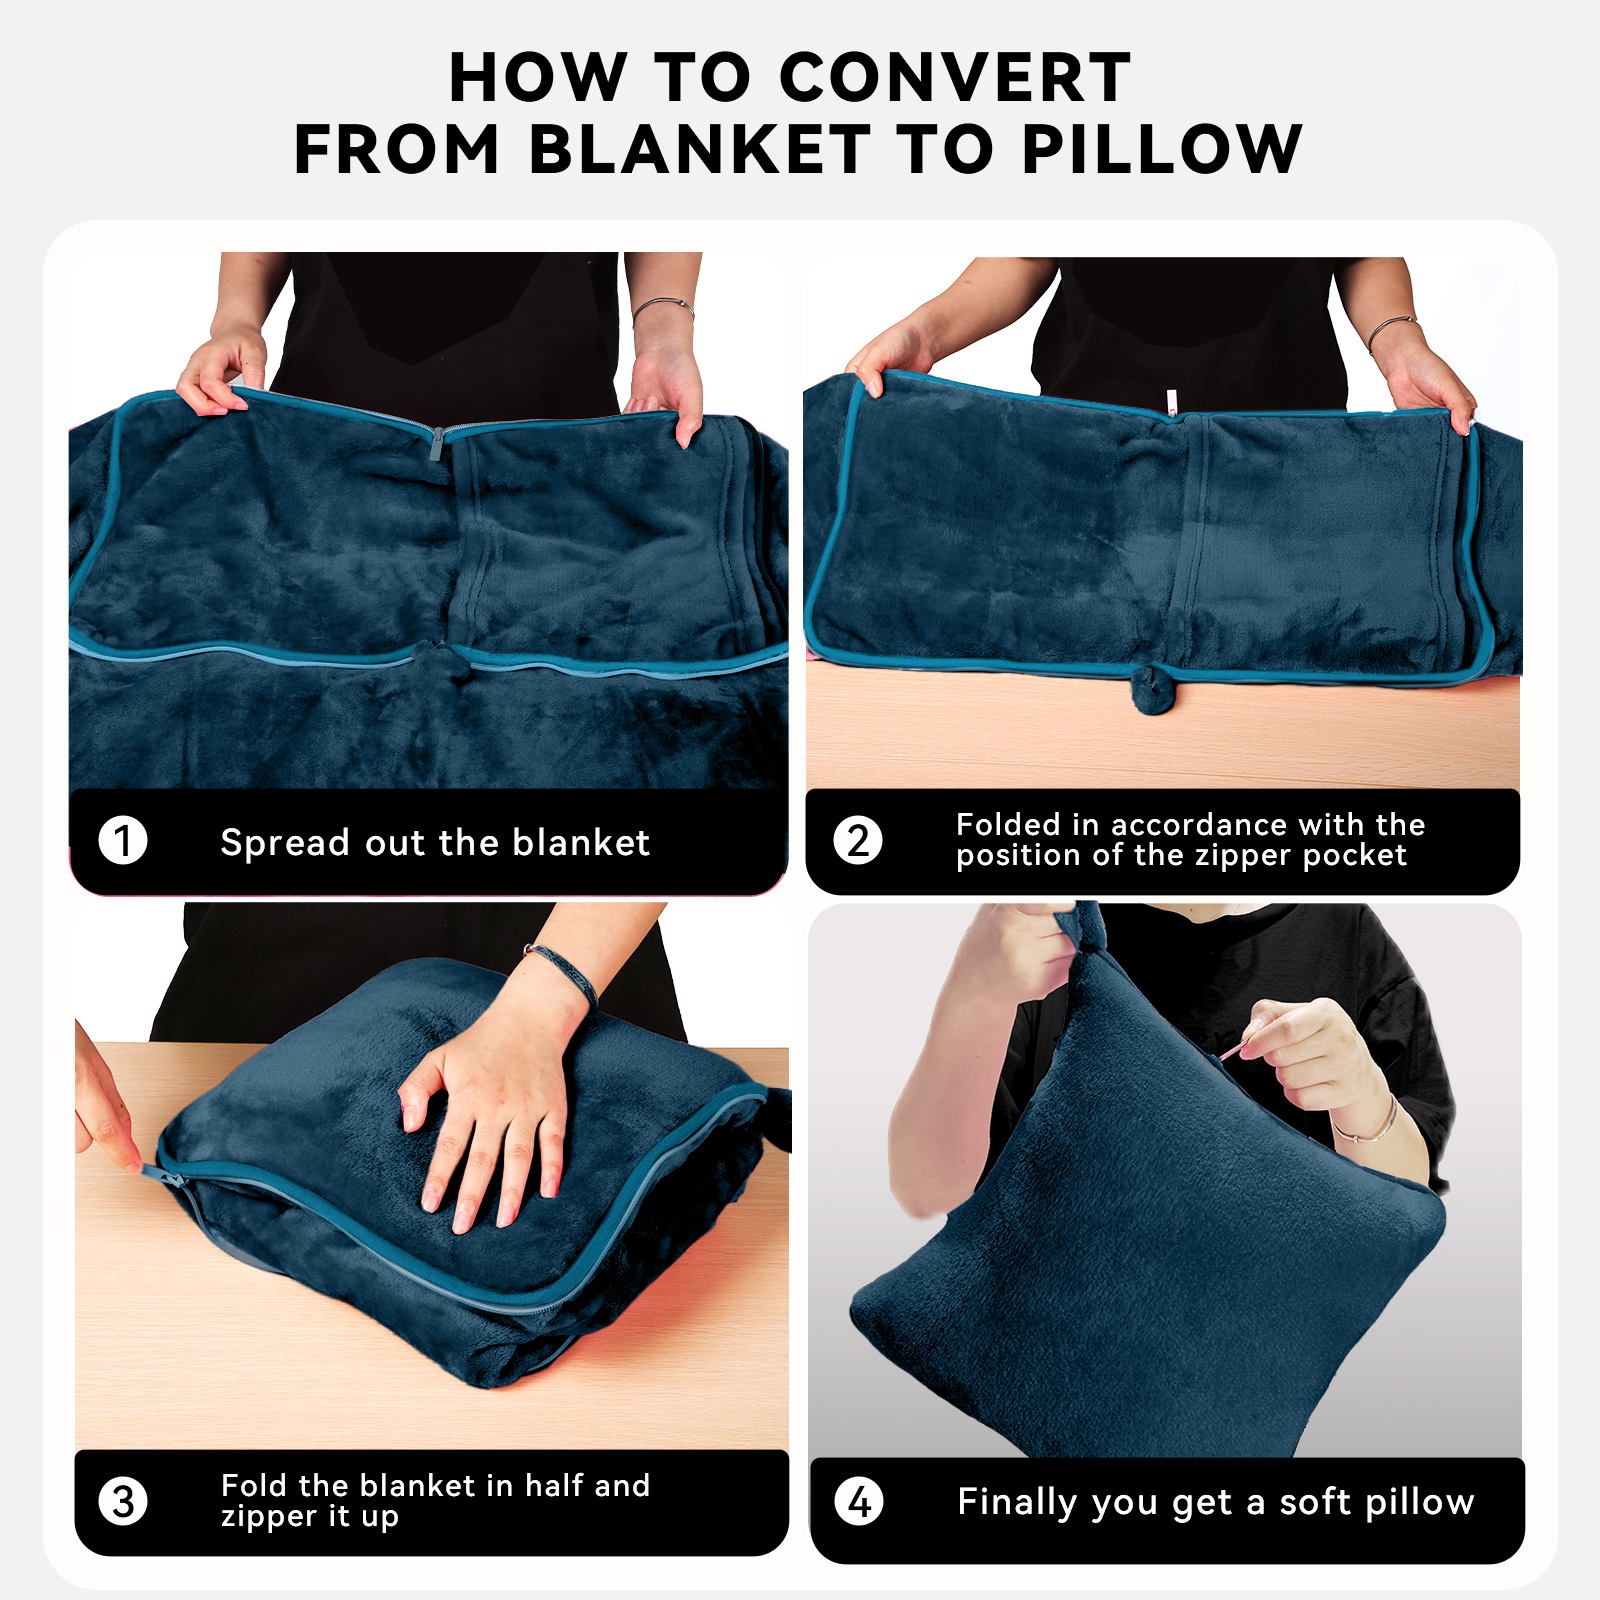 HOW TO CONVERT
FROM BLANKET TO PILLOW
1
Spread out the blanket
2
Folded in accordance with the
position of the zipper pocket
3
Fold the blanket in half and
zipper it up
4
Finally you get a soft pillow